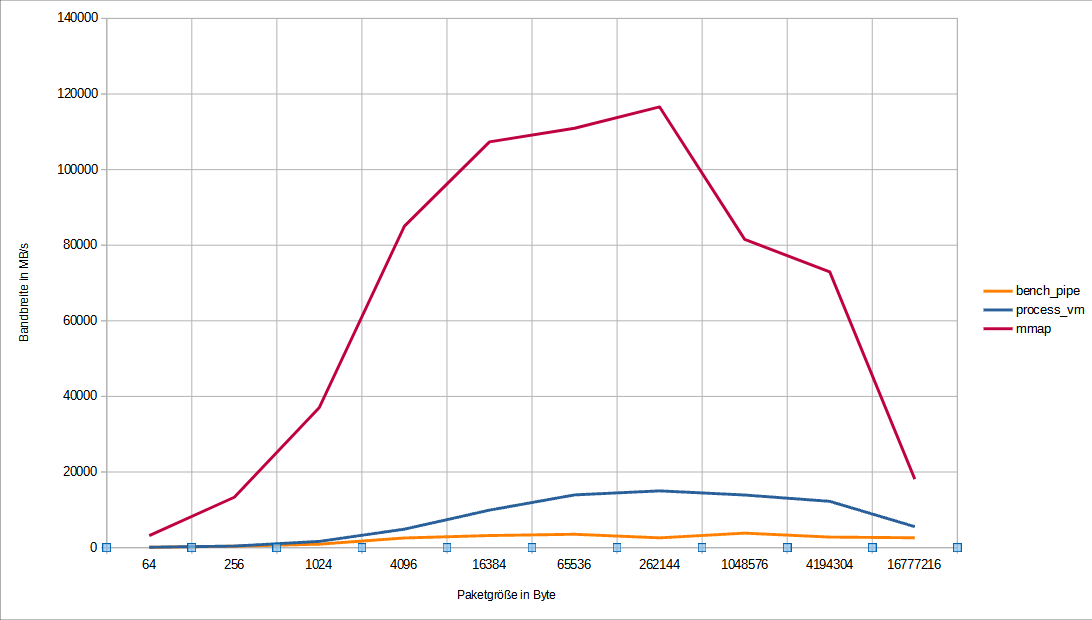 140000
120000
100000
80000
60000
40000
20000
0
Bandbreite in MB/s
64 256 1024 4096 16384 65536 262144 1048576 4194304 16777216
Paketgröße in Byte
bench_pipe
process_vm
mmap